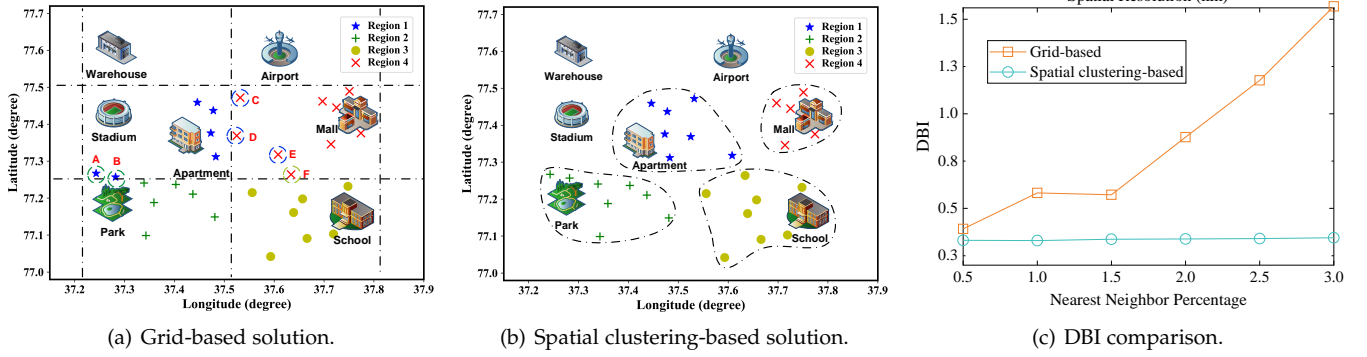 Spatial Resolution (km)
77.7
77.6
77.5
77.4
77.3
77.2
77.1
77.0
Latitude (degree)
Region 1
Region 2
Region 3
Region 4
Warehouse
Airport
Stadium
Mall
Apartment
Park
School
A
B
C
D
E
F
37.2
37.3
37.4
37.5
37.6
37.7
37.8
37.9
Longitude (degree)
(a) Grid-based solution.
77.7
77.6
77.5
77.4
77.3
77.2
77.1
77.0
Latitude (degree)
Region 1
Region 2
Region 3
Region 4
Warehouse
Airport
Stadium
Mall
Apartment
Park
School
37.2
37.3
37.4
37.5
37.6
37.7
37.8
37.9
Longitude (degree)
(b) Spatial clustering-based solution.
1.5
1.3
1.0
0.8
0.5
0.3
DBI
Grid-based
Spatial clustering-based
0.5
1.0
1.5
2.0
2.5
3.0
Nearest Neighbor Percentage
(c) DBI comparison.